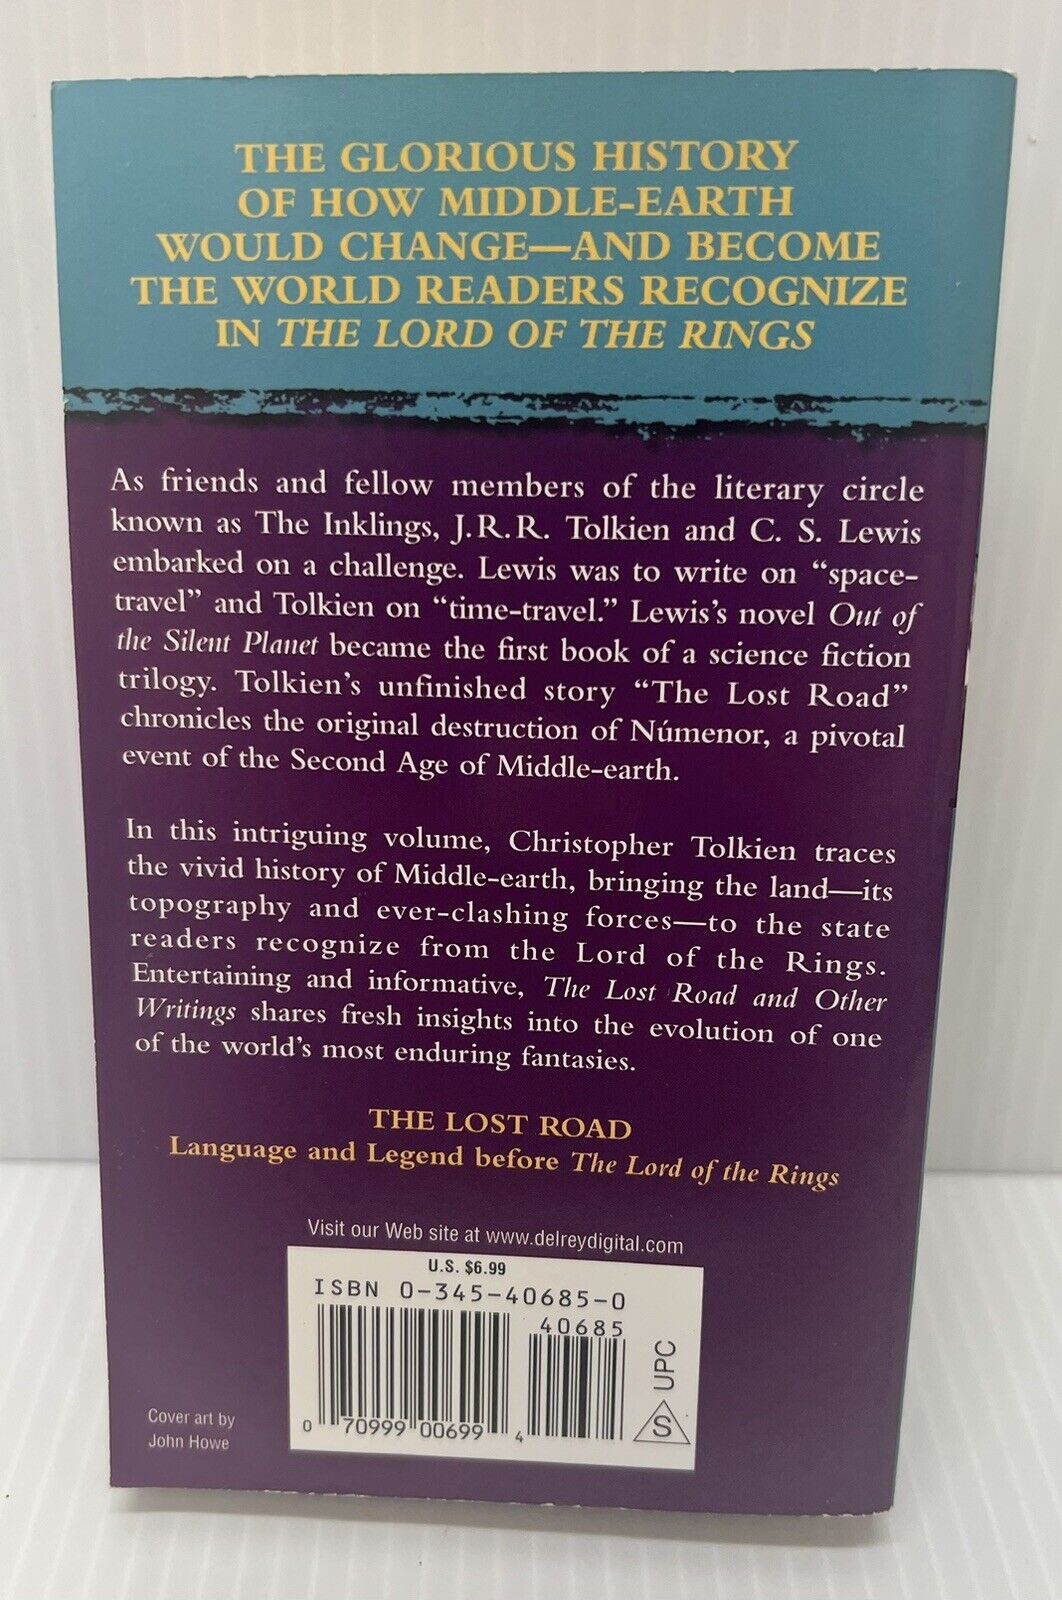 THE GLORIOUS HISTORY
OF HOW MIDDLE-EARTH
WOULD CHANGE—AND BECOME
THE WORLD READERS RECOGNIZE
IN THE LORD OF THE RINGS
As friends and fellow members of the literary circle
known as The Inklings, J.R.R. Tolkien and C. S. Lewis
embarked on a challenge. Lewis was to write on “space-
travel” and Tolkien on “time-travel.” Lewis’s novel Out of
the Silent Planet became the first book of a science fiction
trilogy. Tolkien’s unfinished story “The Lost Road”
chronicles the original destruction of Númenor, a pivotal
event of the Second Age of Middle-earth.
In this intriguing volume, Christopher Tolkien traces
the vivid history of Middle-earth, bringing the land—its
topography and ever-clashing forces—to the state
readers recognize from the Lord of the Rings.
Entertaining and informative, The Lost Road and Other
Writings shares fresh insights into the evolution of one
of the world’s most enduring fantasies.
THE LOST ROAD
Language and Legend before The Lord of the Rings
Visit our Web site at www.delreydigital.com
U.S. $6.99
ISBN 0-345-40685-0
40685
UPC
S
0 70999 00699 4
Cover art by
John Howe